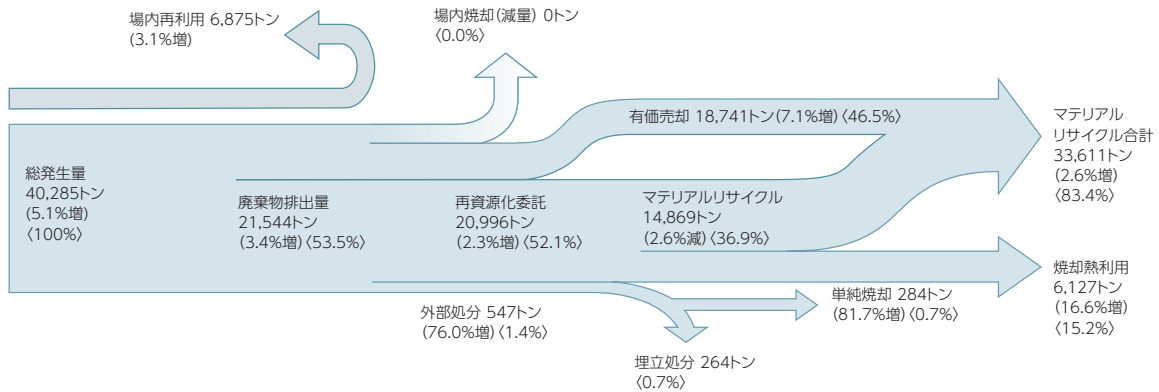 場内再利用 6,875トン
(3.1%増)
場内焼却(減量) 0トン
〈0.0%〉
有価売却 18,741トン(7.1%増)〈46.5%〉
マテリアル
リサイクル合計
33,611トン
(2.6%増)
〈83.4%〉
総発生量
40,285トン
(5.1%増)
〈100%〉
廃棄物排出量
21,544トン
(3.4%増)〈53.5%〉
再資源化委託
20,996トン
(2.3%増)〈52.1%〉
マテリアルリサイクル
14,869トン
(2.6%減)〈36.9%〉
焼却熱利用
6,127トン
(16.6%増)
〈15.2%〉
外部処分 547トン
(76.0%増)〈1.4%〉
単純焼却 284トン
(81.7%増)〈0.7%〉
埋立処分 264トン
〈0.7%〉